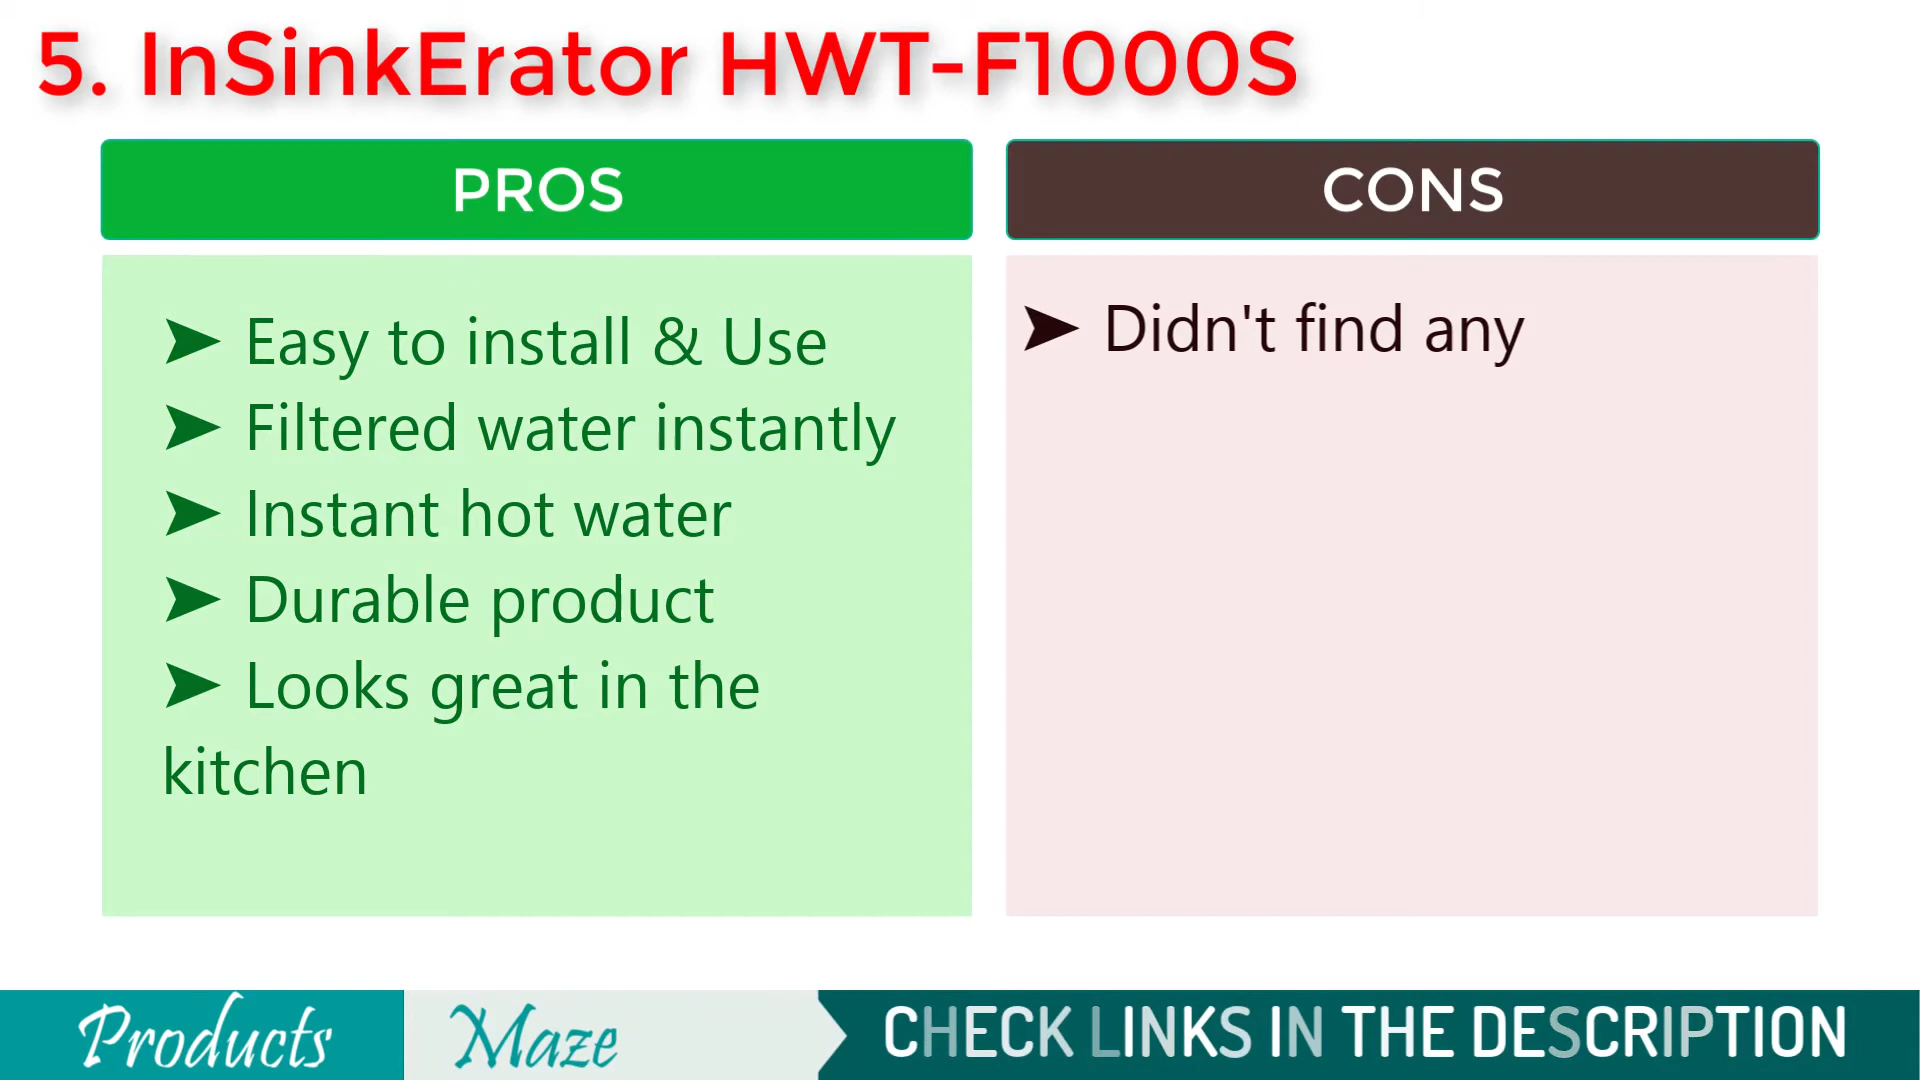 5. InSinkErator HWT-F1000S
PROS
➤ Easy to install & Use
➤ Filtered water instantly
➤ Instant hot water
➤ Durable product
➤ Looks great in the
kitchen
CONS
➤ Didn't find any
Products Maze
CHECK LINKS IN THE DESCRIPTION